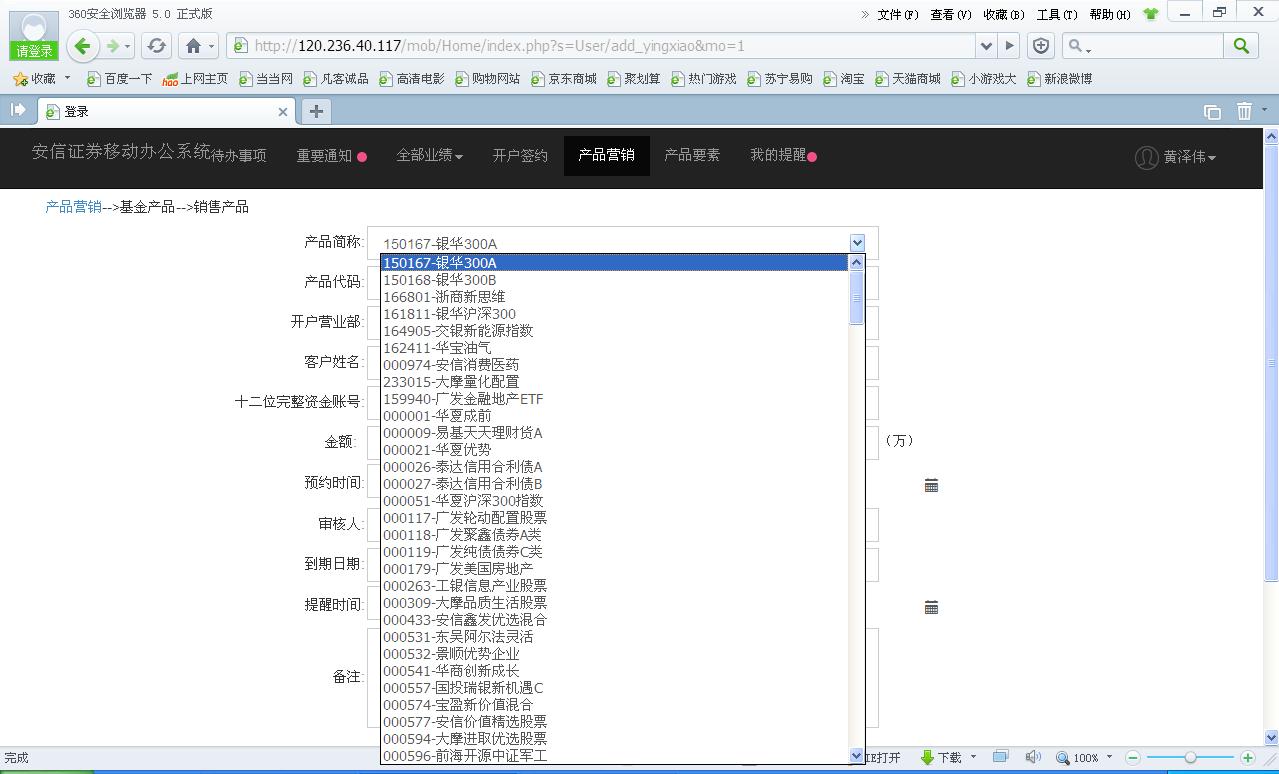 360安全浏览器 5.0 正式版
» 文件(F) 查看(V) 收藏(B) 工具(T) 帮助(H)
请登录
http://120.236.40.117/mob/Home/index.php?s=User/add_yingxiao&mo=1
收藏 百度一下 hao 上网主页 当当网 凡客诚品 高清电影 购物网站 京东商城 聚划算 热门游戏 苏宁易购 淘宝 天猫商城 小游戏大 新浪微博
登录
安信证券移动办公系统 待办事项 重要通知 全部业绩 开户签约 产品营销 产品要素 我的提醒 黄泽伟
产品营销-->基金产品-->销售产品
产品简称: 150167-银华300A
150167-银华300A
产品代码: 150168-银华300B
166801-浙商新思维
161811-银华沪深300
开户营业部: 164905-交银新能源指数
162411-华宝油气
客户姓名: 000974-安信消费医药
233015-大摩量化配置
十二位完整资金账号: 159940-广发金融地产ETF
000001-华夏成前
000009-易基天天理财货A
金额: (万)
000021-华夏优势
000026-泰达信用合利债A
预约时间: 000027-泰达信用合利债B
000051-华夏沪深300指数
000117-广发轮动配置股票
审核人: 000118-广发聚鑫债券A类
000119-广发纯债债券C类
到期日期: 000179-广发美国房地产
000263-工银信息产业股票
提醒时间: 000309-大摩品质生活股票
000433-安信鑫发优选混合
000531-东吴阿尔法灵活
000532-景顺优势企业
备注: 000541-华商创新成长
000557-国投瑞银新机遇C
000574-宝盈新价值混合
000577-安信价值精选股票
000594-大摩进取优选股票
000596-前海开源中证军工
完成 打开 下载 100%